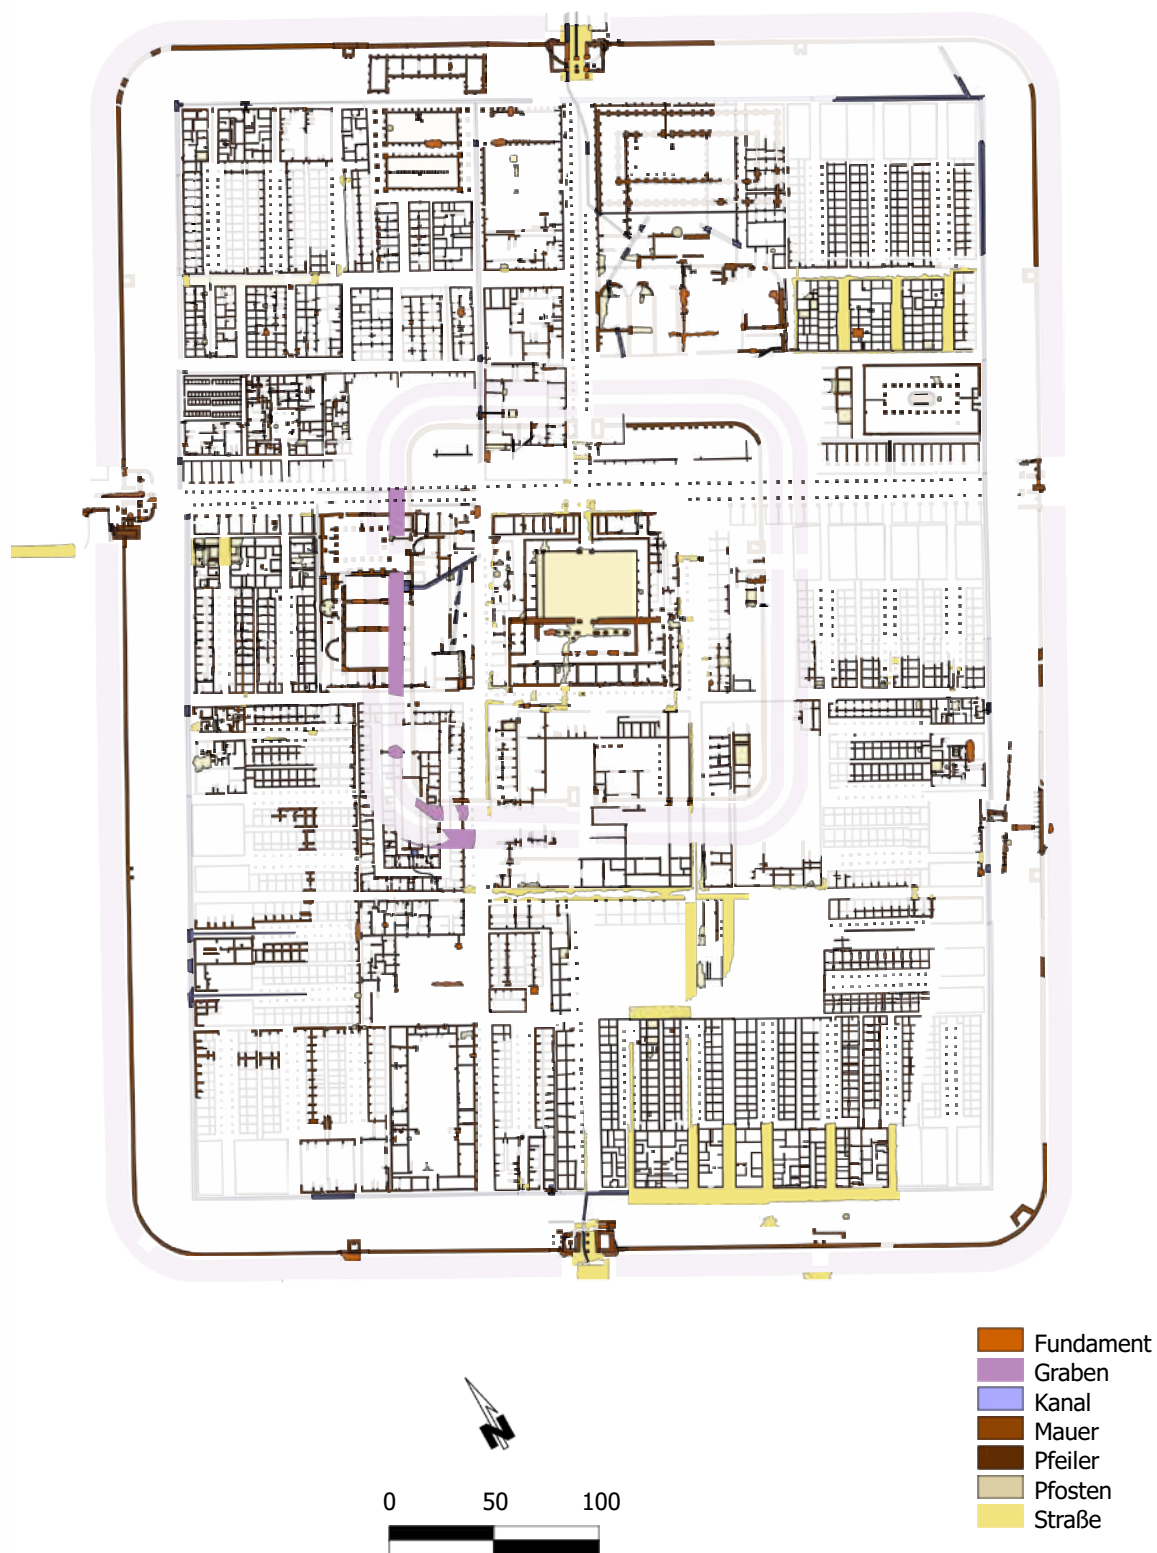 Fundament
Graben
Kanal
Mauer
Pfeiler
Pfosten
Straße
N
0 50 100